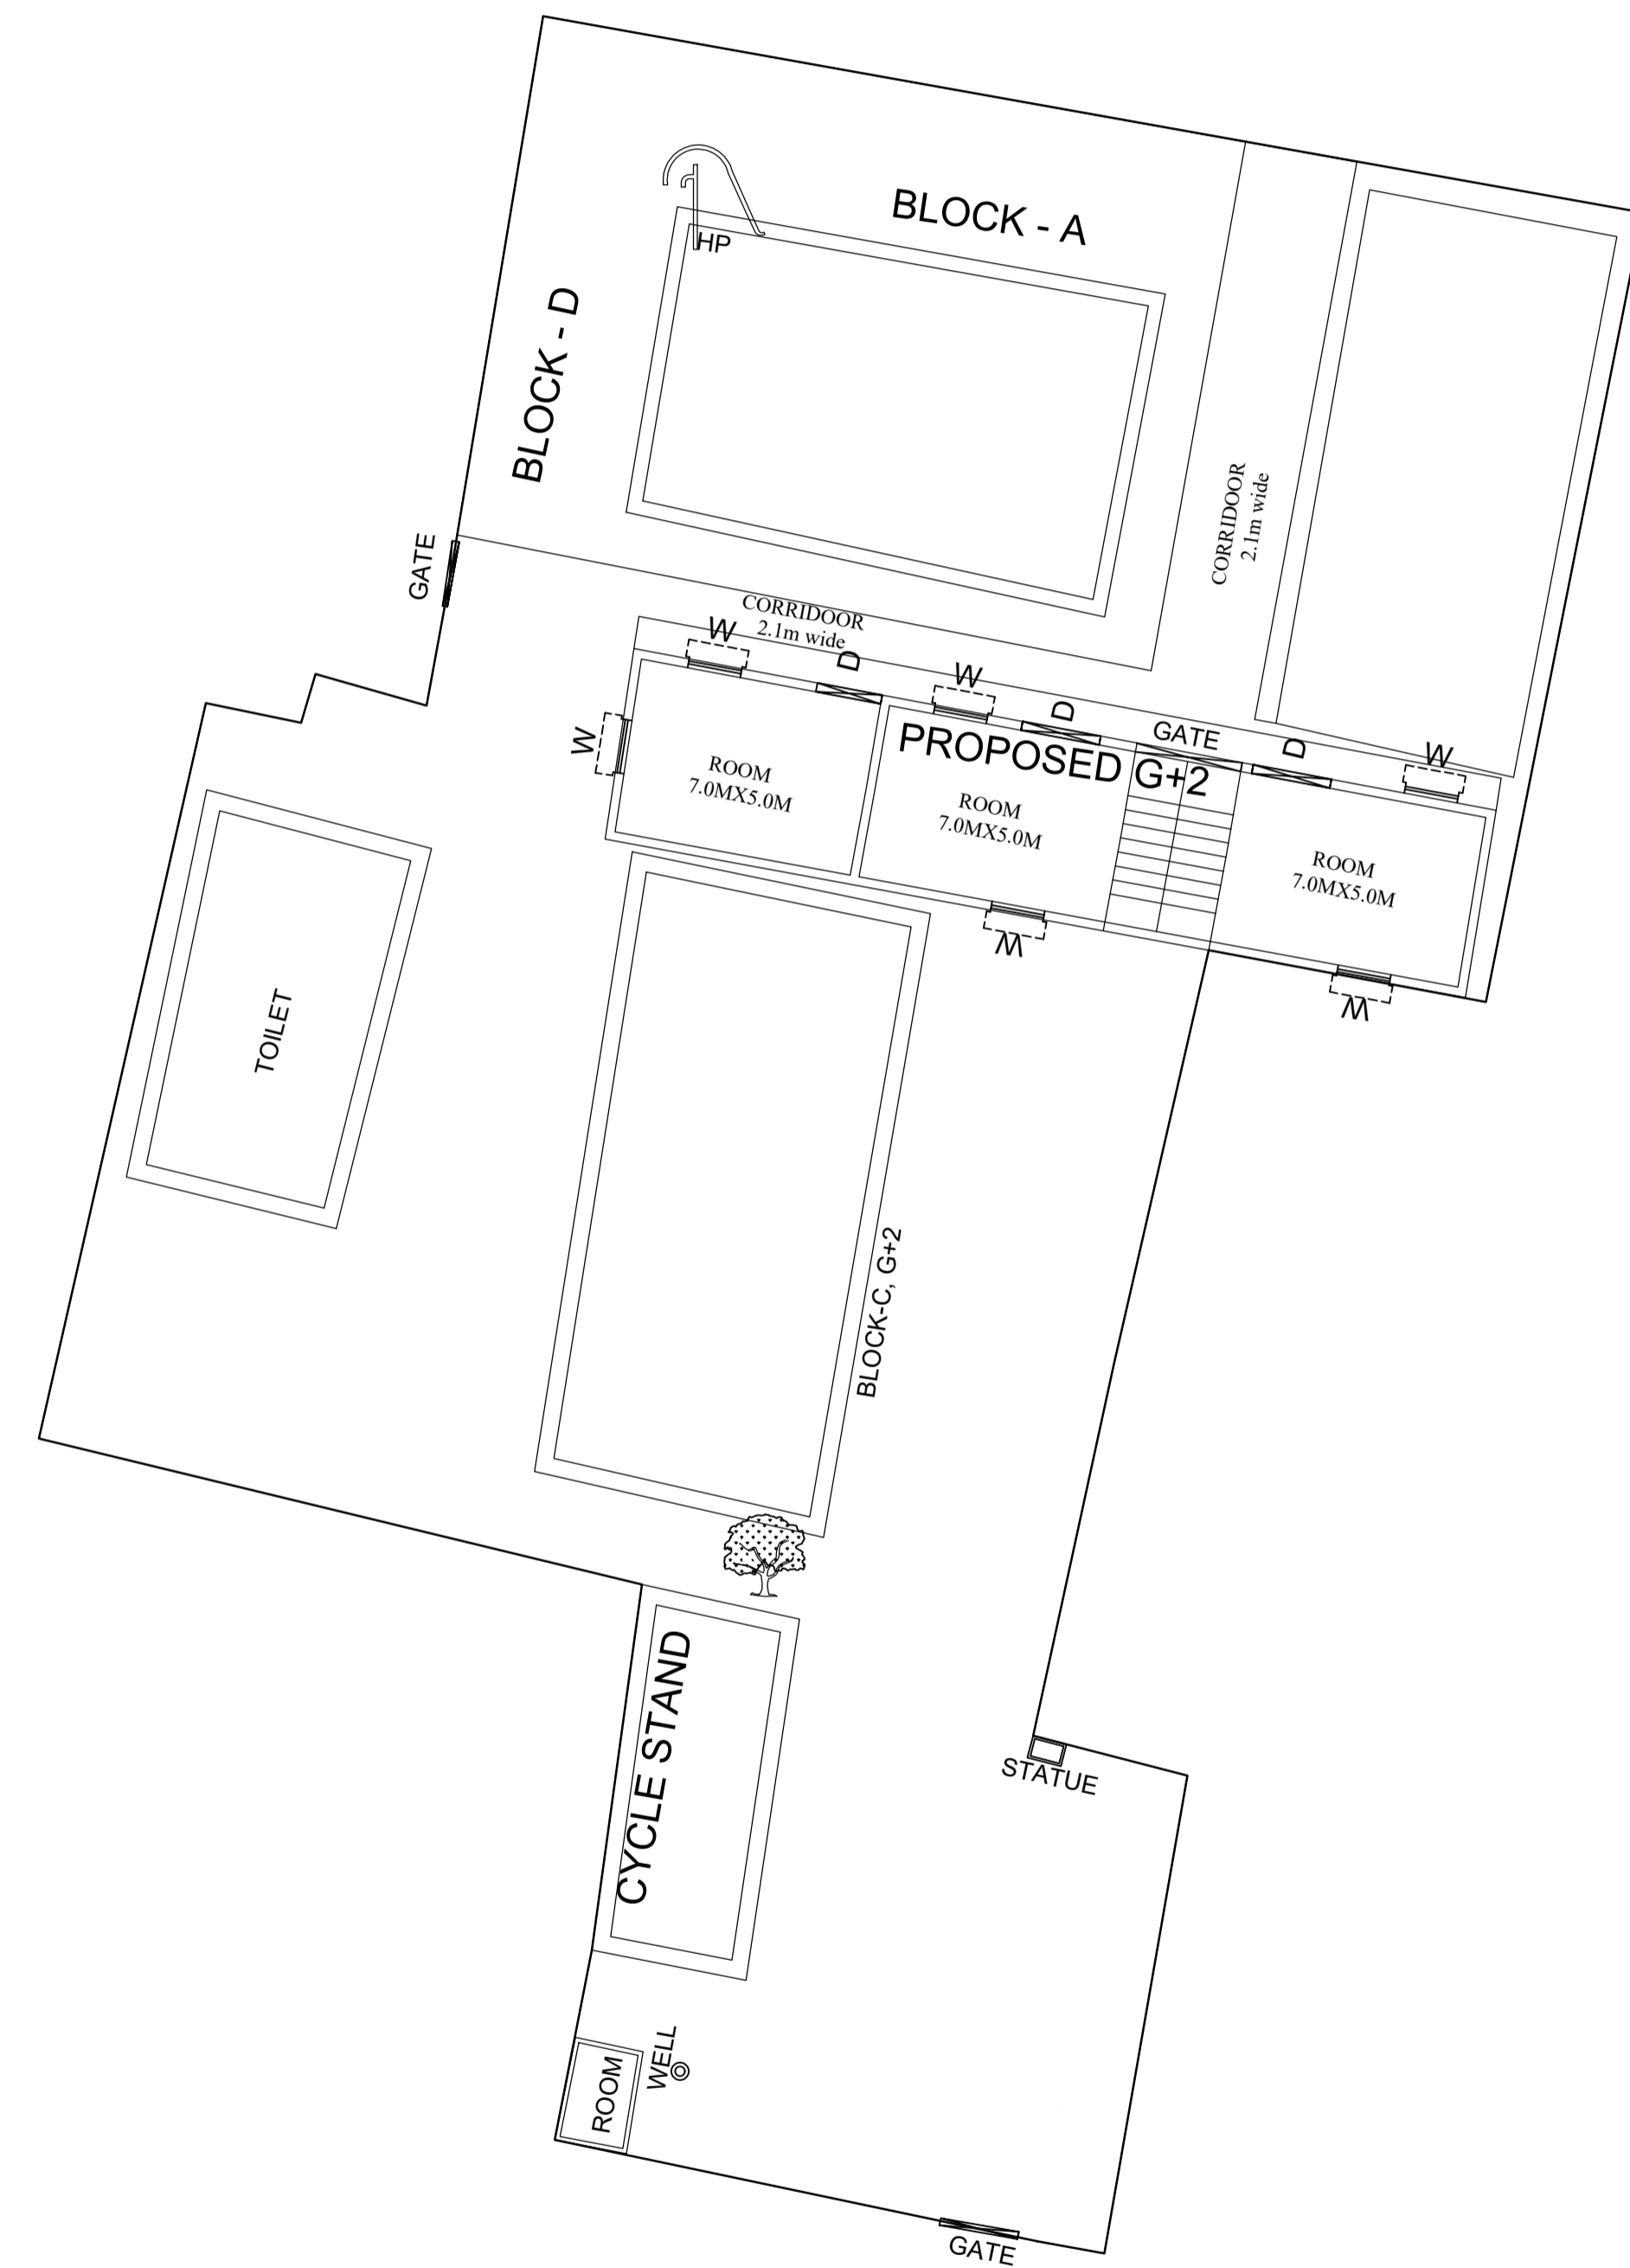 BLOCK - A
HP
BLOCK - D
CORRIDOOR
2.1m wide
GATE
CORRIDOOR
2.1m wide
W
D
W
D
GATE
D
W
W
PROPOSED G+2
ROOM
7.0MX5.0M
ROOM
7.0MX5.0M
ROOM
7.0MX5.0M
W
W
TOILET
BLOCK-C, G+2
CYCLE STAND
STATUE
WELL
ROOM
GATE